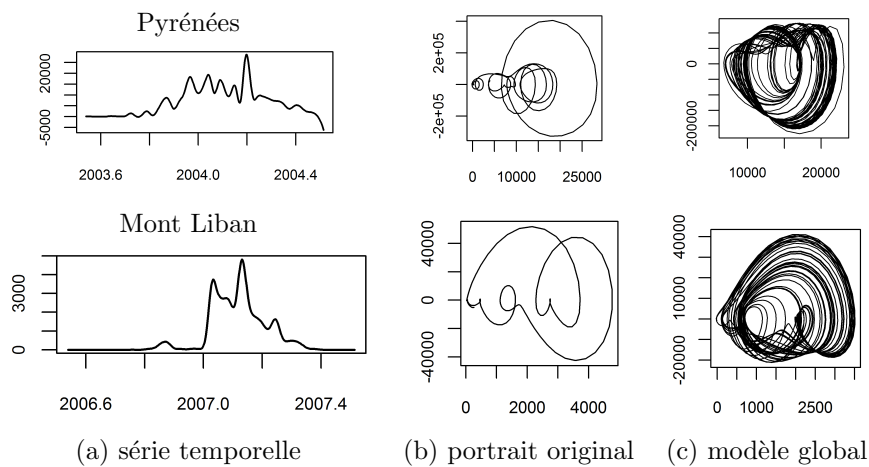 Pyrénées
20000
-5000
2003.6 2004.0 2004.4
2e+05
-2e+05
0 10000 25000
0
-200000
10000 20000
Mont Liban
3000
0
2006.6 2007.0 2007.4
40000
0
-40000
0 2000 4000
40000
10000
-20000
0 1000 2500
(a) série temporelle (b) portrait original (c) modèle global